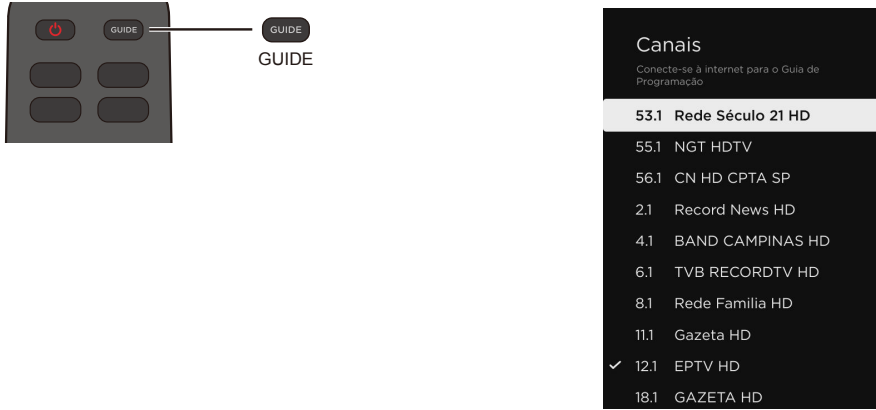 GUIDE
GUIDE
GUIDE
Canais
Conecte-se à internet para o Guia de
Programação
53.1 Rede Século 21 HD
55.1 NGT HDTV
56.1 CN HD CPTA SP
2.1 Record News HD
4.1 BAND CAMPINAS HD
6.1 TVB RECORDTV HD
8.1 Rede Familia HD
11.1 Gazeta HD
12.1 EPTV HD
18.1 GAZETA HD